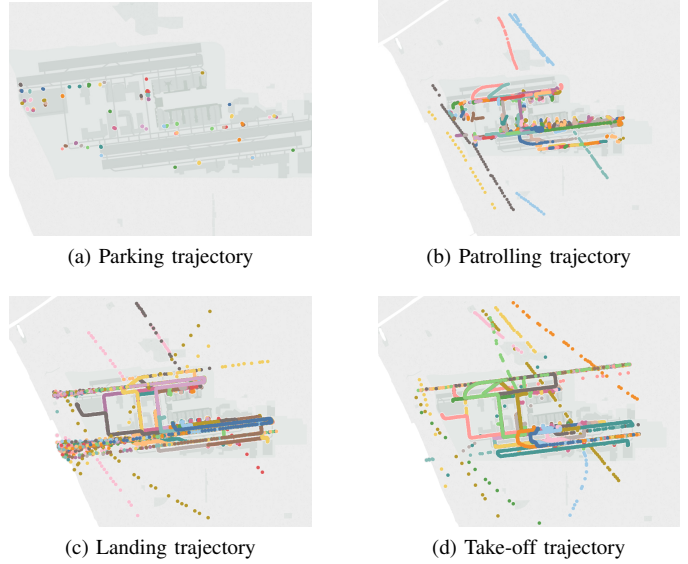 (a) Parking trajectory
(b) Patrolling trajectory
(c) Landing trajectory
(d) Take-off trajectory